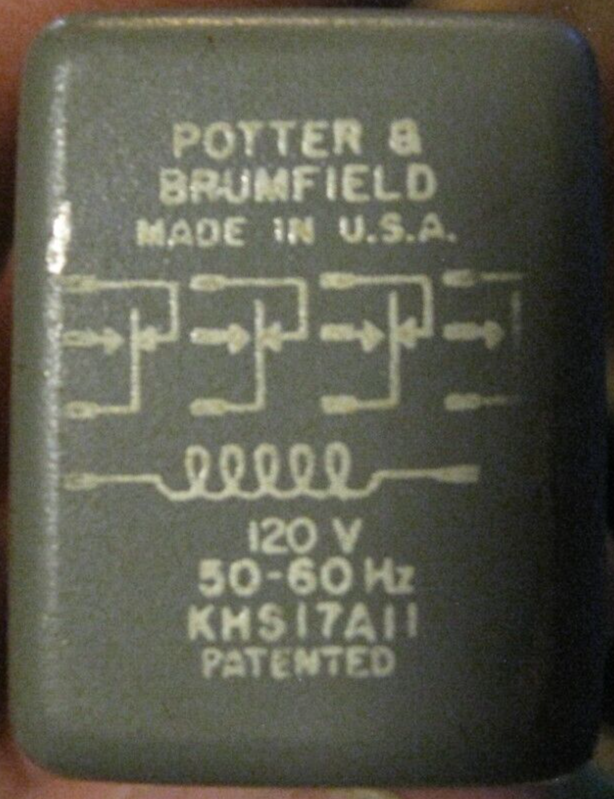 POTTER &
BRUMFIELD
MADE IN U.S.A.
120 V
50-60 Hz
KHS17A11
PATENTED